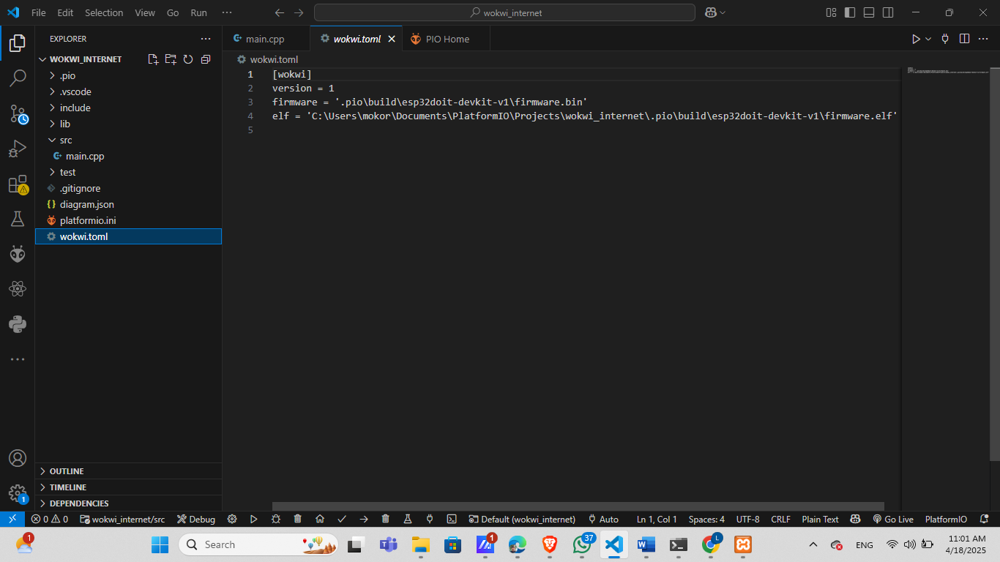 File Edit Selection View Go Run ··· wokwi_internet
EXPLORER ···
main.cpp
wokwi.toml
PIO Home
WOKWI_INTERNET
.pio
.vscode
include
lib
src
main.cpp
test
.gitignore
diagram.json
platformio.ini
wokwi.toml
OUTLINE
TIMELINE
DEPENDENCIES
wokwi.toml
1 [wokwi]
2 version = 1
3 firmware = '.pio\build\esp32doit-devkit-v1\firmware.bin'
4 elf = 'C:\Users\mokor\Documents\PlatformIO\Projects\wokwi_internet\.pio\build\esp32doit-devkit-v1\firmware.elf'
5
1
0 0 wokwi_internet/src Debug Default (wokwi_internet) Auto Ln 1, Col 1 Spaces: 4 UTF-8 CRLF Plain Text Go Live PlatformIO
1 Search 1 37 L ENG 11:01 AM
4/18/2025